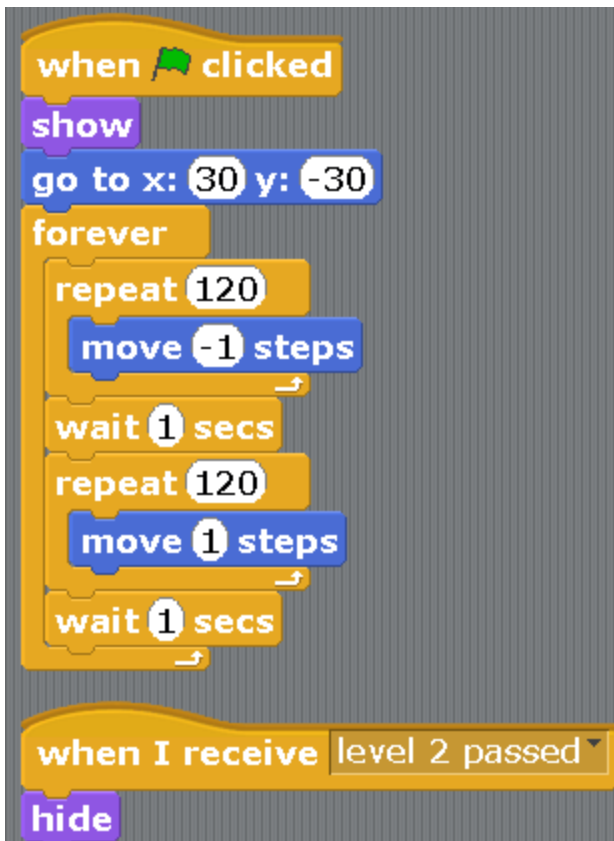 when clicked
show
go to x: 30 y: -30
forever
repeat 120
move -1 steps
wait 1 secs
repeat 120
move 1 steps
wait 1 secs
when I receive level 2 passed
hide